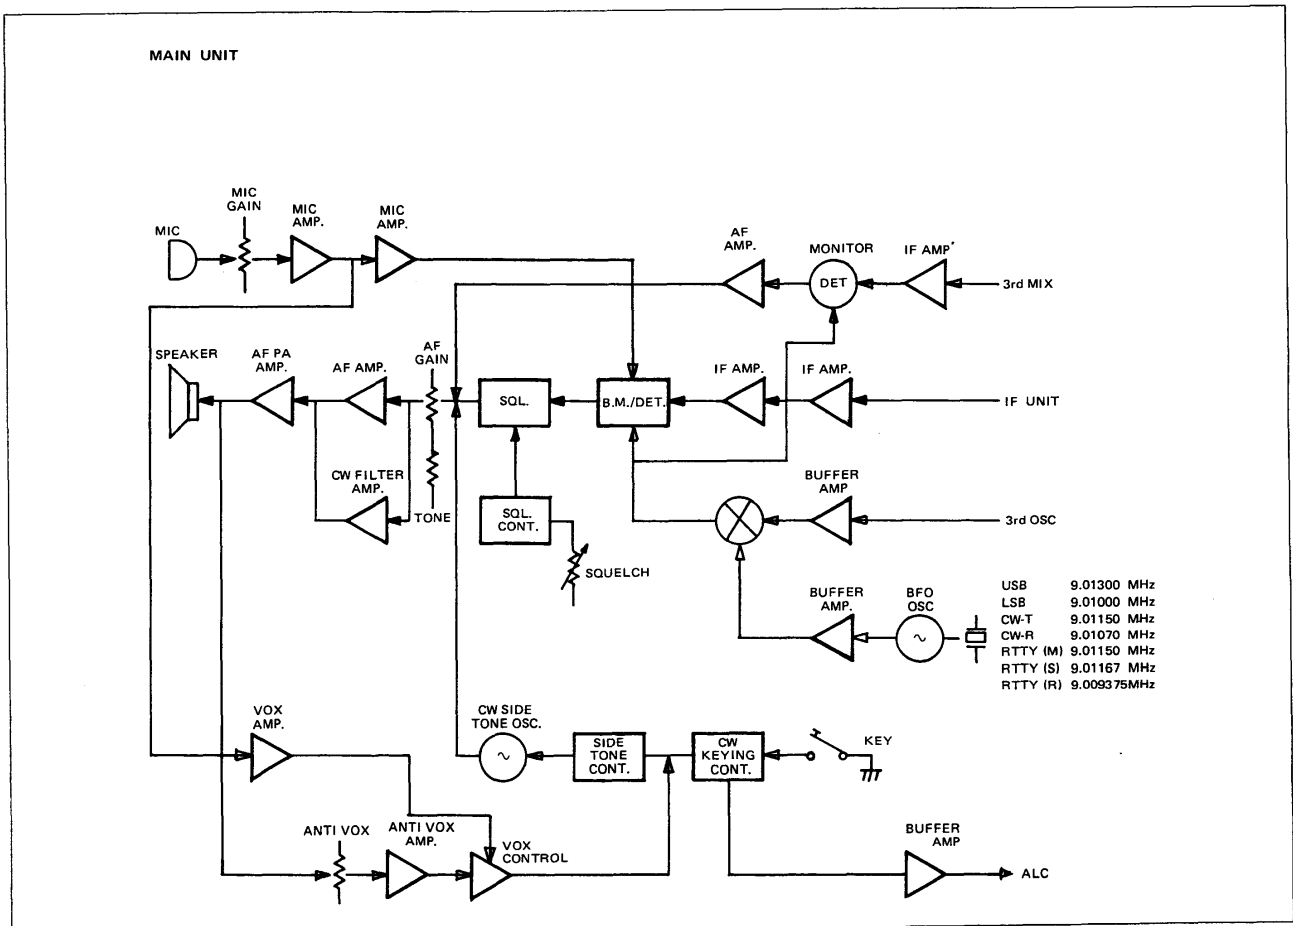 MAIN UNIT
MIC
GAIN
MIC
MIC
AMP.
MIC
AMP.
AF
AMP.
MONITOR
DET
IF AMP'
3rd MIX
SPEAKER
AF PA
AMP.
AF AMP.
AF
GAIN
SQL.
B.M./DET.
IF AMP.
IF AMP.
IF UNIT
CW FILTER
AMP.
TONE
SQL.
CONT.
SQUELCH
BUFFER
AMP
3rd OSC
BUFFER
AMP.
BFO
OSC
USB 9.01300 MHz
LSB 9.01000 MHz
CW-T 9.01150 MHz
CW-R 9.01070 MHz
RTTY (M) 9.01150 MHz
RTTY (S) 9.01167 MHz
RTTY (R) 9.009375MHz
VOX
AMP.
CW SIDE
TONE OSC.
SIDE
TONE
CONT.
CW
KEYING
CONT.
KEY
ANTI VOX
ANTI VOX
AMP.
VOX
CONTROL
BUFFER
AMP
ALC